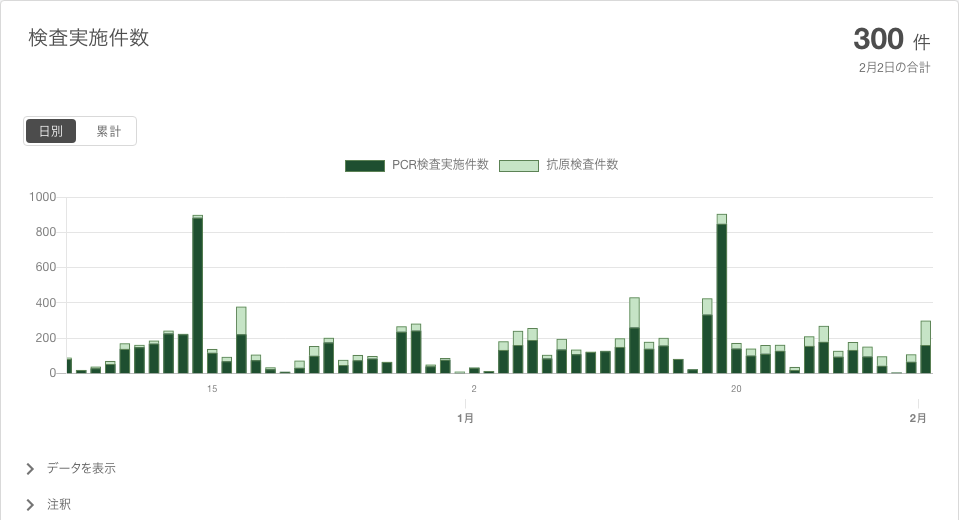 検査実施件数
300 件
2月2日の合計
日別 累計
PCR検査実施件数 抗原検査件数
1000
800
600
400
200
0
15 2 20
1月 2月
データを表示
注釈